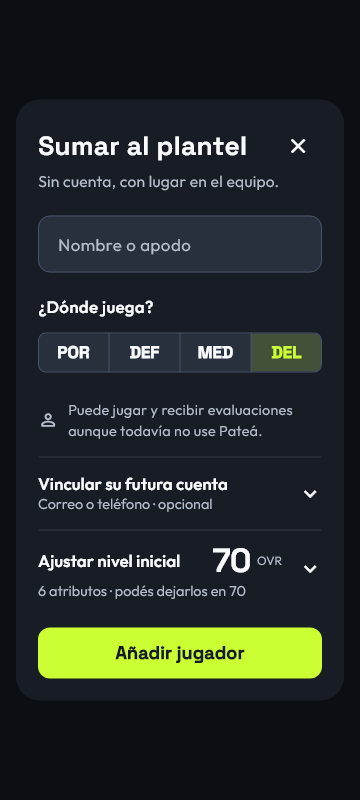 Sumar al plantel
Sin cuenta, con lugar en el equipo.
Nombre o apodo
¿Dónde juega?
POR DEF MED DEL
Puede jugar y recibir evaluaciones
aunque todavía no use Pateá.
Vincular su futura cuenta
Correo o teléfono · opcional
Ajustar nivel inicial 70 OVR
6 atributos · podés dejarlos en 70
Añadir jugador